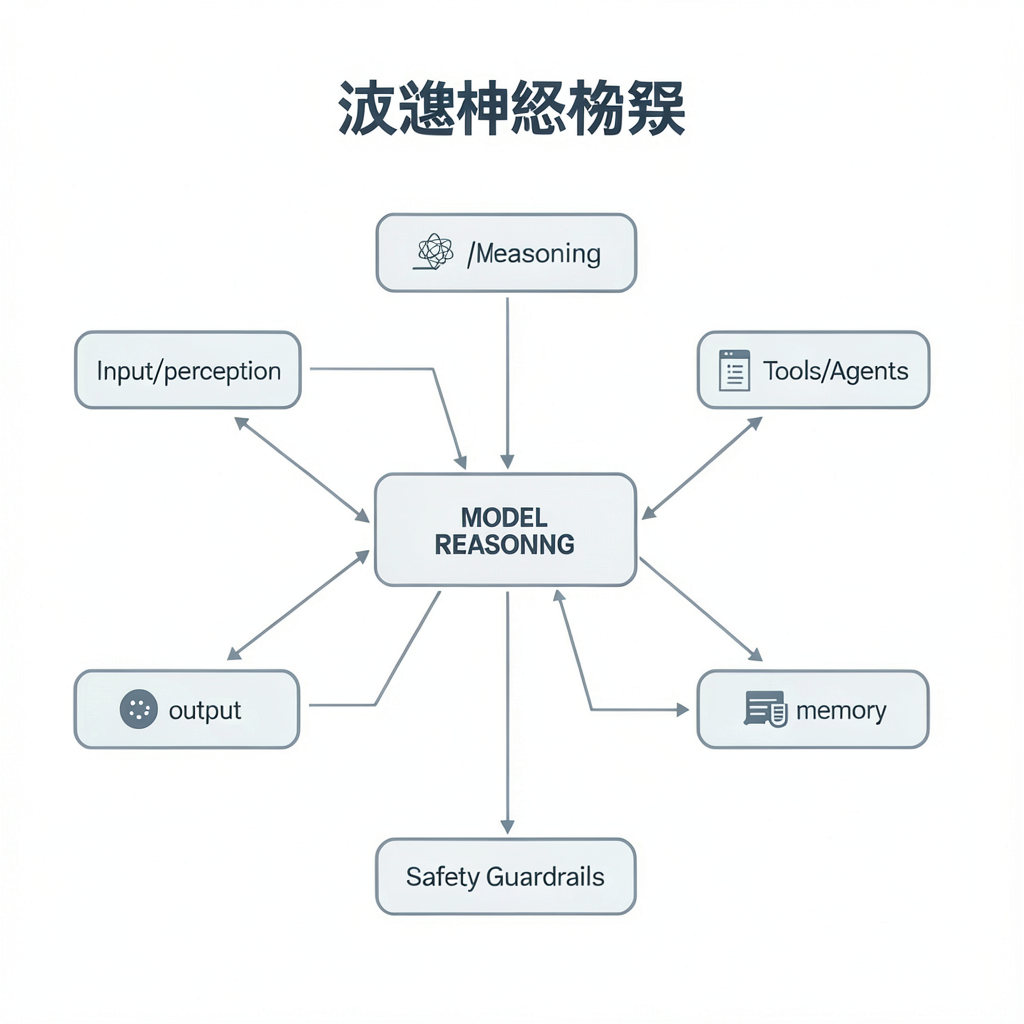 /Measoning
Input/perception
Tools/Agents
MODEL
REASONNG
output
memory
Safety Guardrails